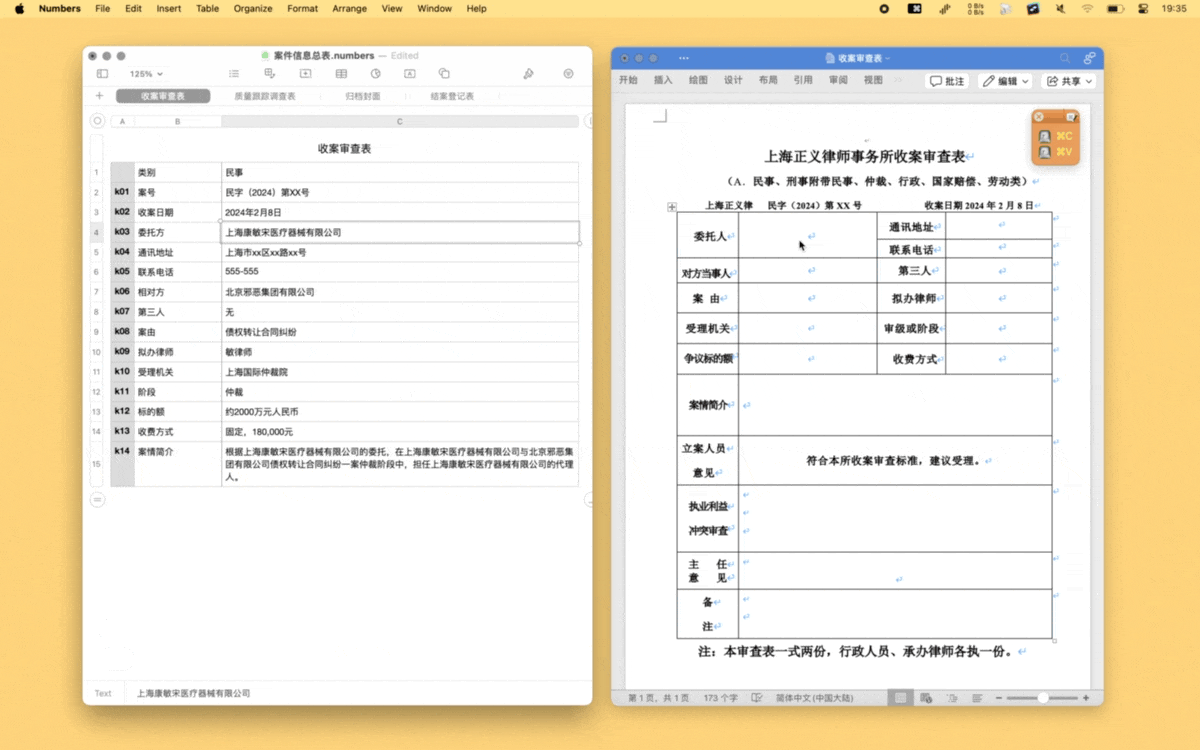 Numbers File Edit Insert Table Organize Format Arrange View Window Help
0 B/s
0 B/s
19:35
案件信息总表.numbers — Edited
125%
收案审查表 质量跟踪调查表 归档封面 结案登记表
A B C
收案审查表
1 类别 民事
2 k01 案号 民字（2024）第XX号
3 k02 收案日期 2024年2月8日
4 k03 委托方 上海康敏宋医疗器械有限公司
5 k04 通讯地址 上海市xx区xx路xx号
6 k05 联系电话 555-555
7 k06 相对方 北京邪恶集团有限公司
8 k07 第三人 无
9 k08 案由 债权转让合同纠纷
10 k09 拟办律师 敏律师
11 k10 受理机关 上海国际仲裁院
12 k11 阶段 仲裁
13 k12 标的额 约2000万元人民币
14 k13 收费方式 固定，180,000元
15 k14 案情简介 根据上海康敏宋医疗器械有限公司的委托，在上海康敏宋医疗器械有限公司与北京邪恶集
团有限公司债权转让合同纠纷一案仲裁阶段中，担任上海康敏宋医疗器械有限公司的代理
人。
Text 上海康敏宋医疗器械有限公司
收案审查表
开始 插入 绘图 设计 布局 引用 审阅 视图 批注 编辑 共享
⌘C
⌘V
上海正义律师事务所收案审查表
（A．民事、刑事附带民事、仲裁、行政、国家赔偿、劳动类）
上海正义律 民字（2024）第 XX 号 收案日期 2024 年 2 月 8 日
委托人 通讯地址
联系电话
对方当事人 第三人
案 由 拟办律师
受理机关 审级或阶段
争议标的额 收费方式
案情简介
立案人员
意见
符合本所收案审查标准，建议受理。
执业利益
冲突审查
主 任
意 见
备
注
注：本审查表一式两份，行政人员、承办律师各执一份。
第 1 页，共 1 页 173 个字 简体中文 (中国大陆)